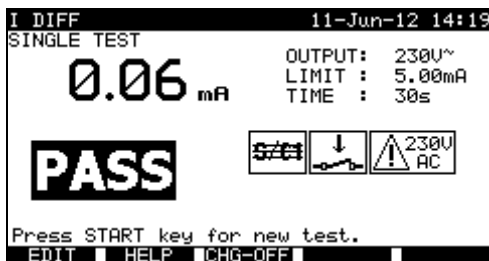 I DIFF 11-Jun-12 14:19
SINGLE TEST
0.06 mA
OUTPUT: 230V~
LIMIT : 5.00mA
TIME : 30s
PASS
S/C1
230V
AC
Press START key for new test.
EDIT HELP CHG-OFF